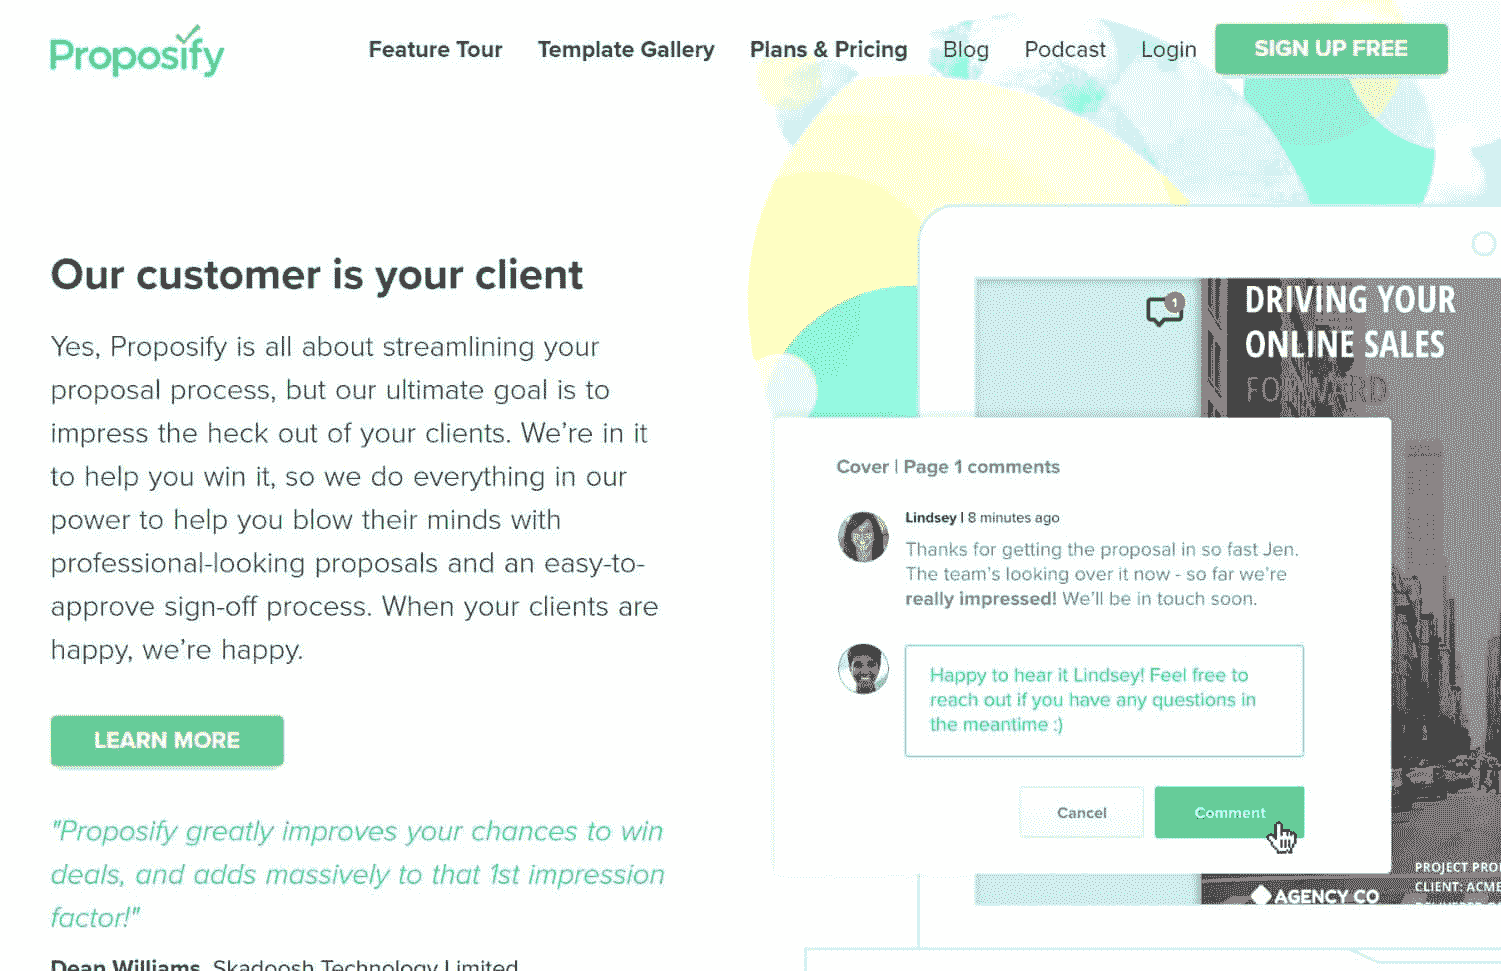 Proposify
Feature Tour Template Gallery Plans & Pricing Blog Podcast Login SIGN UP FREE
Our customer is your client
Yes, Proposify is all about streamlining your
proposal process, but our ultimate goal is to
impress the heck out of your clients. We're in it
to help you win it, so we do everything in our
power to help you blow their minds with
professional-looking proposals and an easy-to-
approve sign-off process. When your clients are
happy, we're happy.
LEARN MORE
"Proposify greatly improves your chances to win
deals, and adds massively to that 1st impression
factor!"
Dean Williams, Skadoosh Technology Limited
1
DRIVING YOUR
ONLINE SALES
FORWARD
Cover | Page 1 comments
Lindsey | 8 minutes ago
Thanks for getting the proposal in so fast Jen.
The team's looking over it now - so far we're
really impressed! We'll be in touch soon.
Happy to hear it Lindsey! Feel free to
reach out if you have any questions in
the meantime :)
Cancel Comment
AGENCY CO
PROJECT PRO
CLIENT: ACME